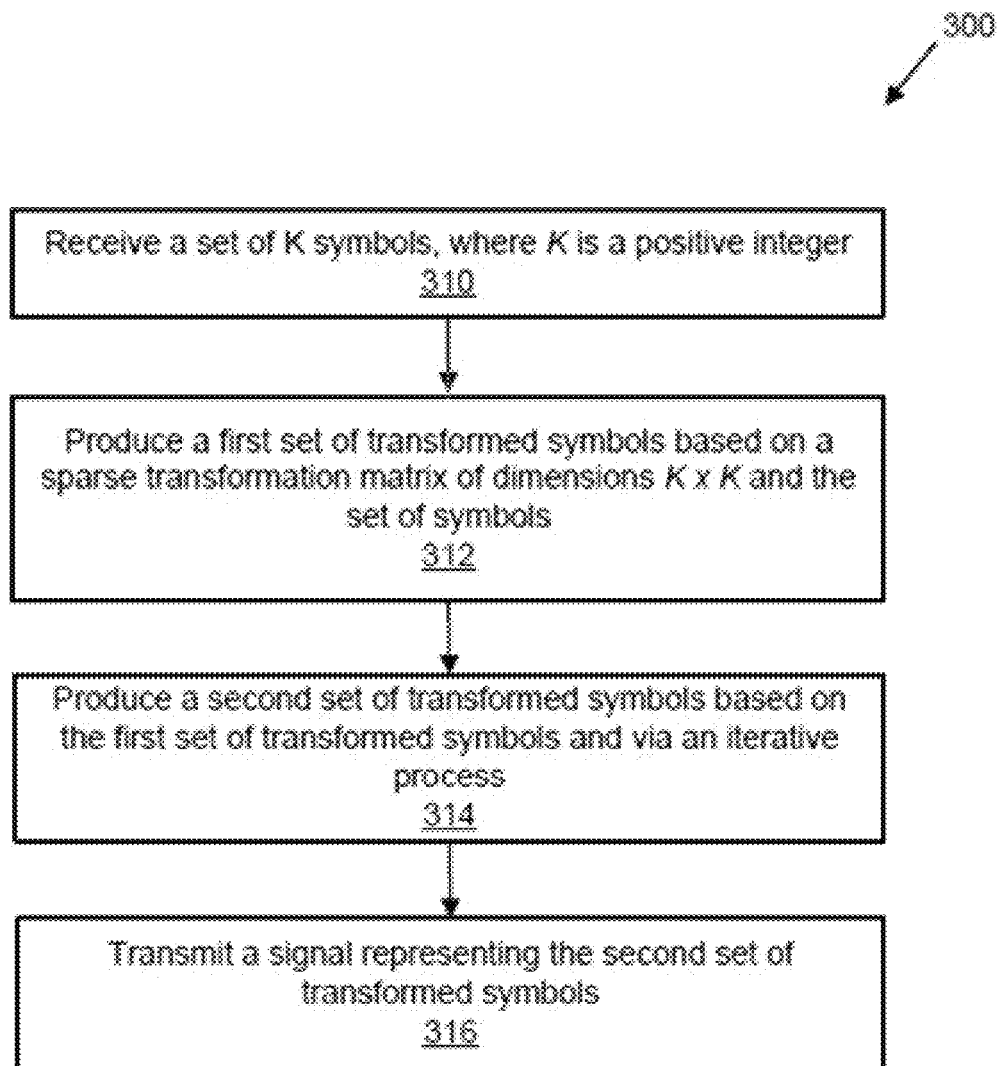 300
Receive a set of K symbols, where K is a positive integer
310
Produce a first set of transformed symbols based on a
sparse transformation matrix of dimensions K x K and the
set of symbols
312
Produce a second set of transformed symbols based on
the first set of transformed symbols and via an iterative
process
314
Transmit a signal representing the second set of
transformed symbols
316